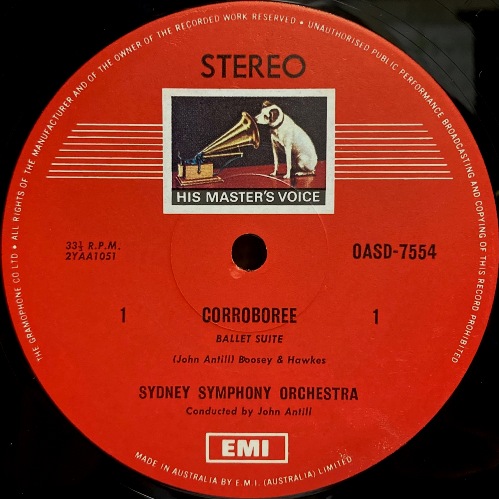 THE GRAMOPHONE CO LTD • ALL RIGHTS OF THE MANUFACTURER AND OF THE OWNER OF THE RECORDED WORK RESERVED • UNAUTHORISED PUBLIC PERFORMANCE BROADCASTING AND COPYING OF THIS RECORD PROHIBITED
STEREO
HIS MASTER'S VOICE
33⅓ R.P.M.
2YAA1051
OASD-7554
1 CORROBOREE 1
BALLET SUITE
(John Antill) Boosey & Hawkes
SYDNEY SYMPHONY ORCHESTRA
Conducted by John Antill
EMI
MADE IN AUSTRALIA BY E.M.I. (AUSTRALIA) LIMITED